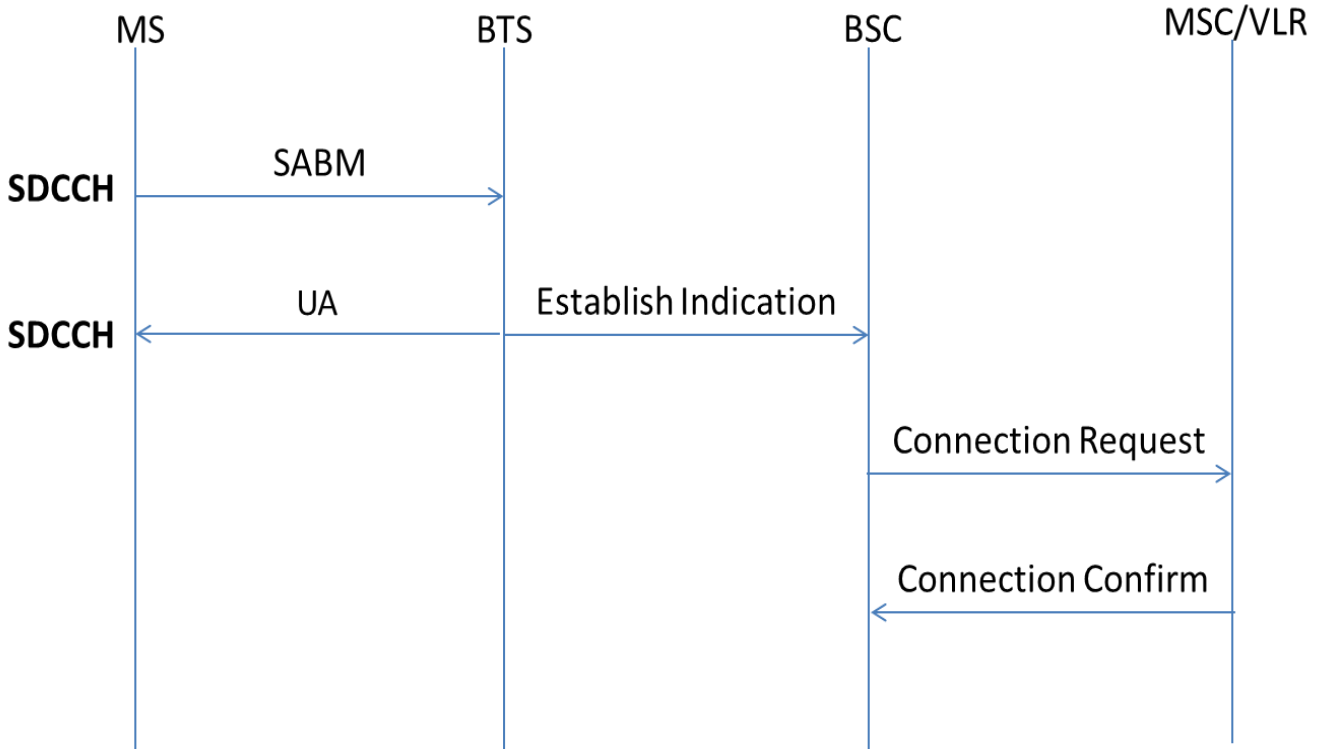 MS
BTS
BSC
MSC/VLR
SABM
SDCCH
UA
Establish Indication
SDCCH
Connection Request
Connection Confirm